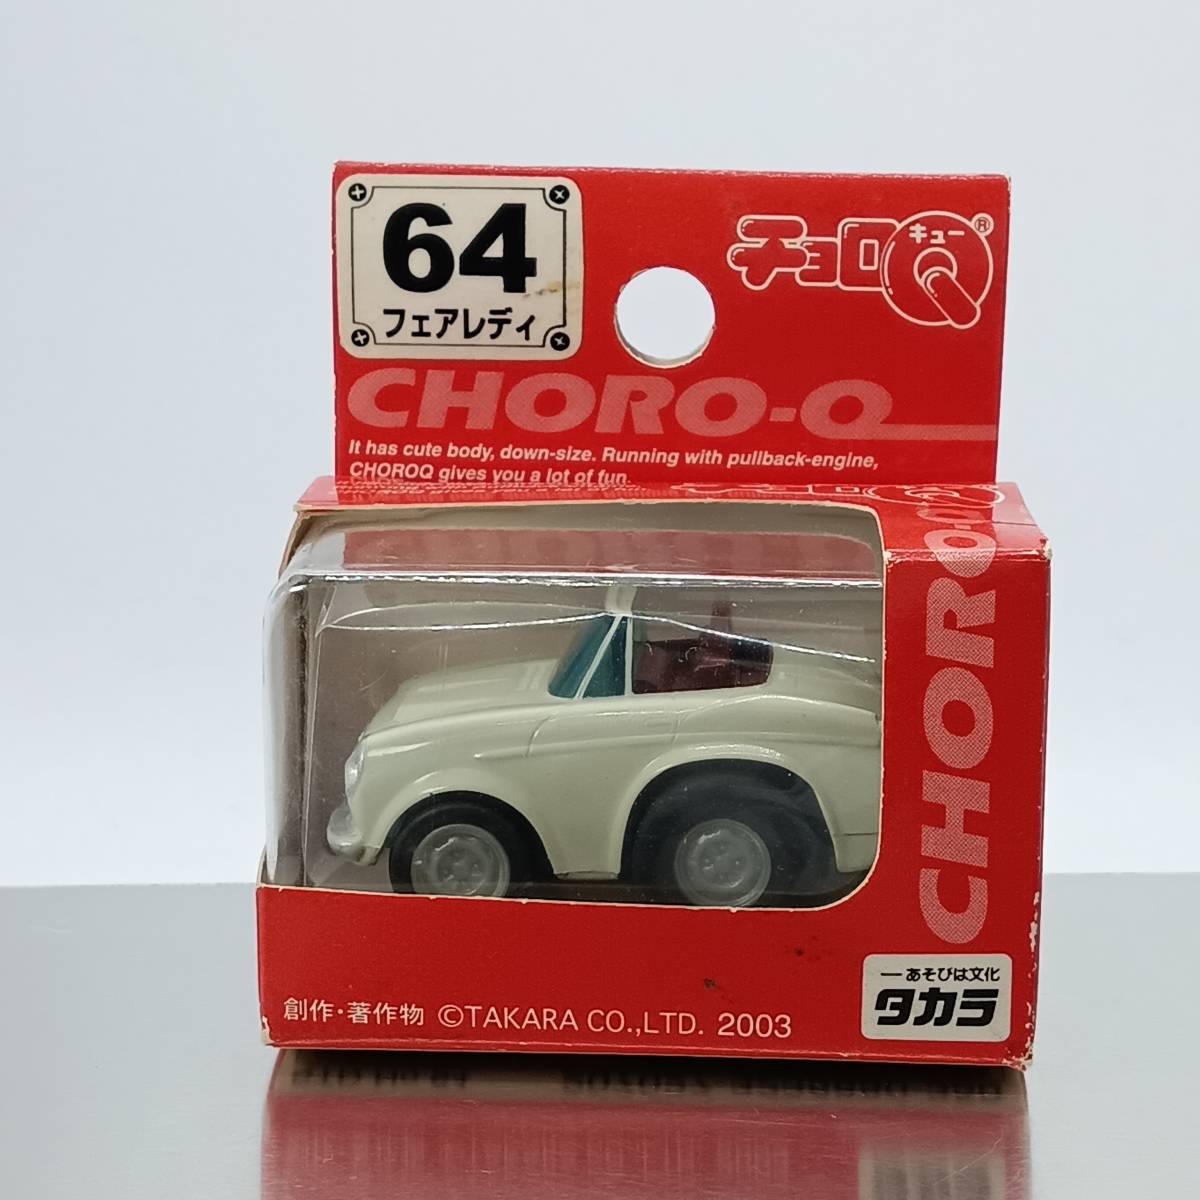 64
フェアレディ
チョロQ
キュー
®
CHORO-Q
It has cute body, down-size. Running with pullback-engine,
CHOROQ gives you a lot of fun.
CHORO-Q
一あそびは文化
タカラ
創作・著作物 ©TAKARA CO.,LTD. 2003